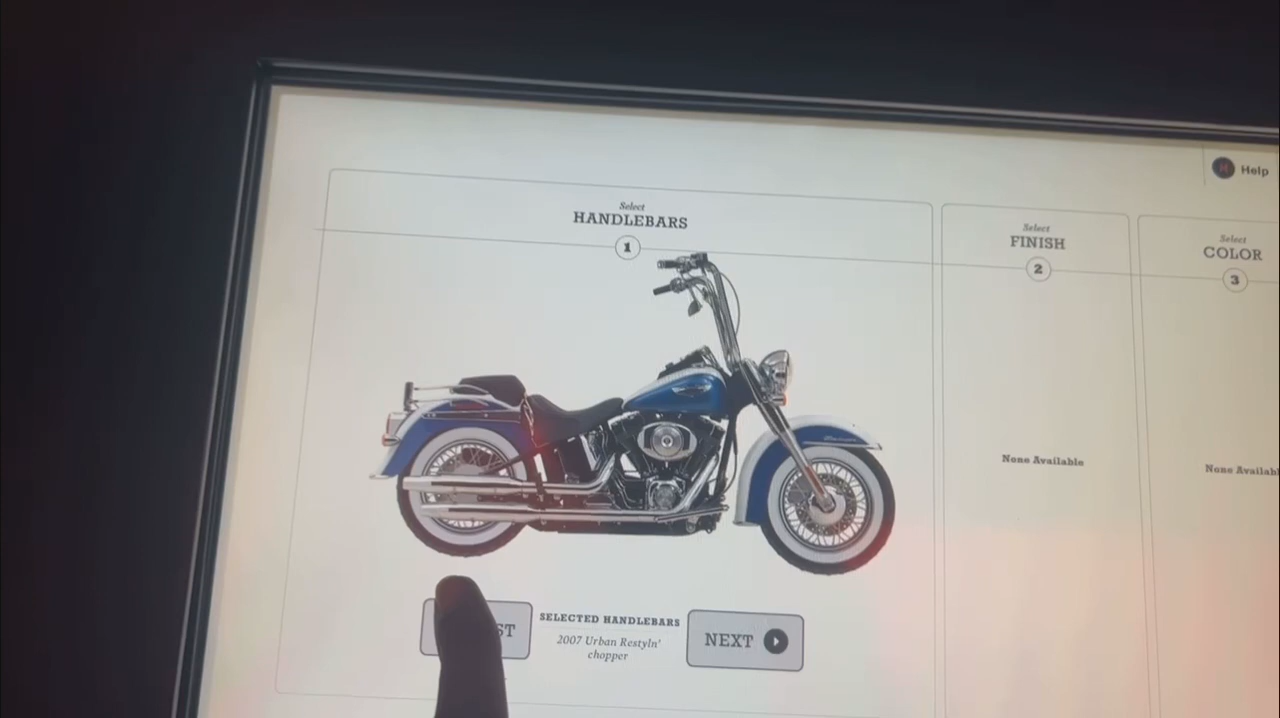 Help
Select
HANDLEBARS
1
Select
FINISH
2
Select
COLOR
3
None Available
None Availabl
ST
SELECTED HANDLEBARS
2007 Urban Restyln'
chopper
NEXT